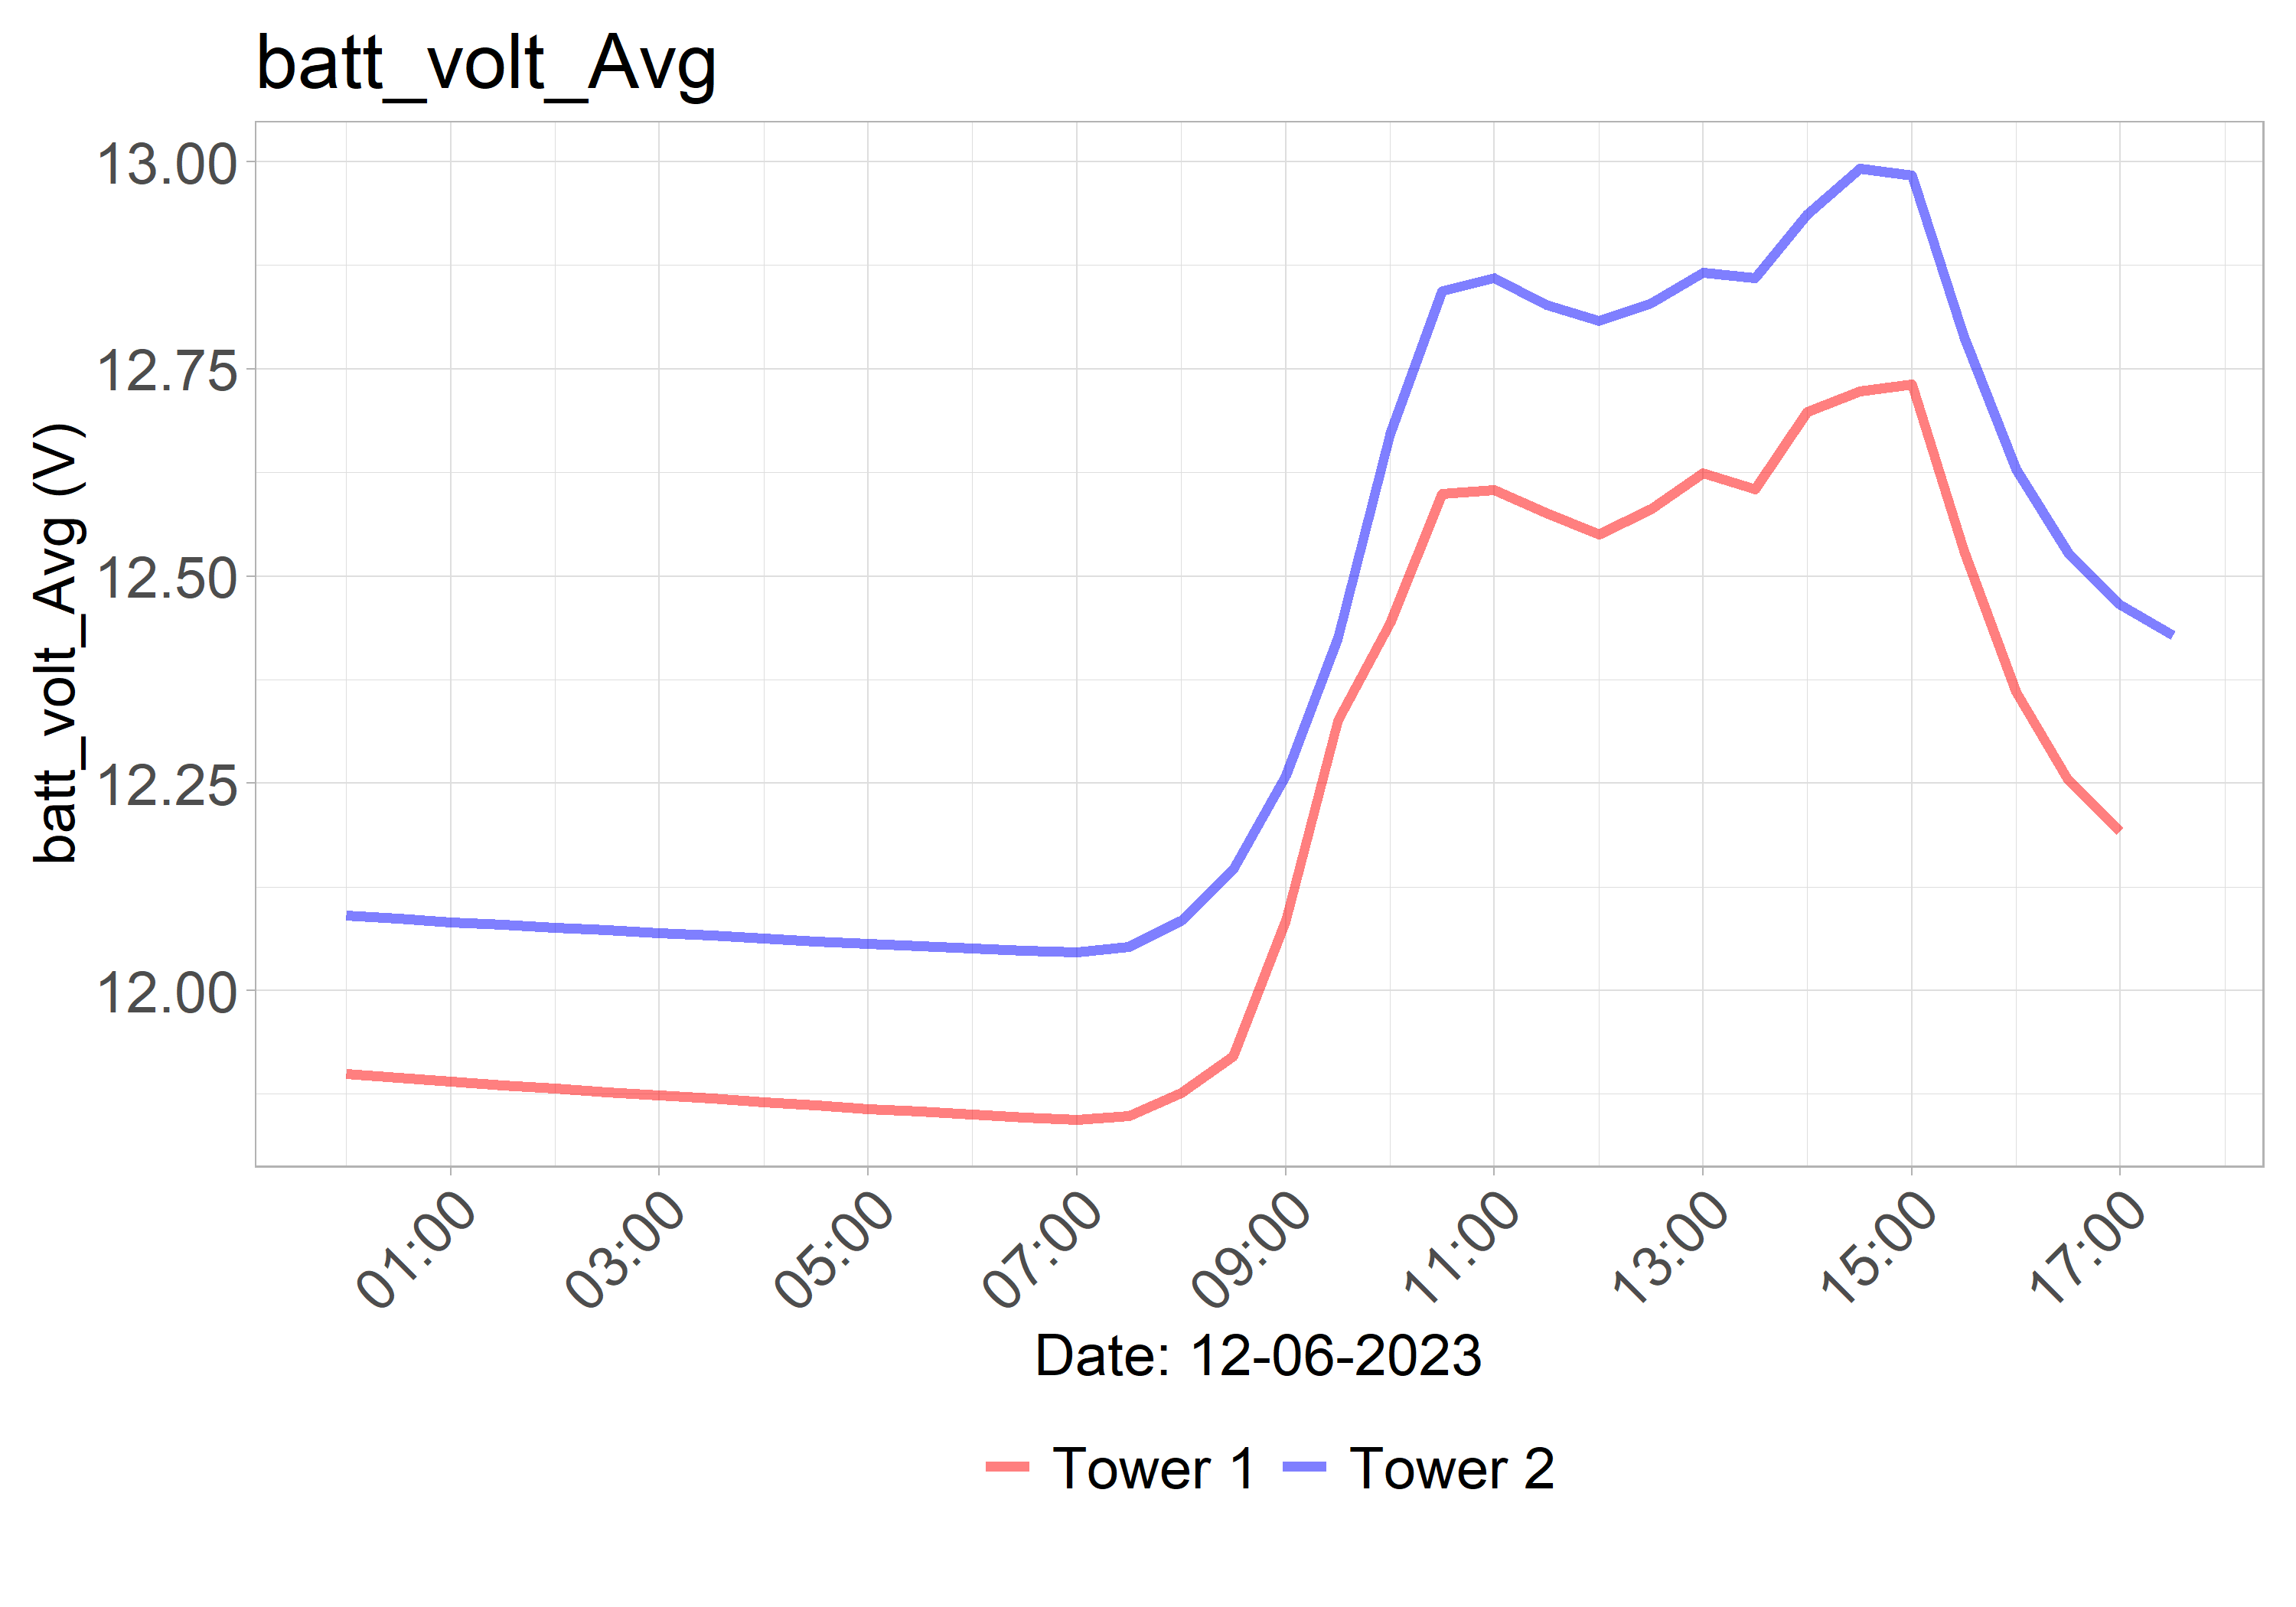 batt_volt_Avg
batt_volt_Avg (V)
13.00
12.75
12.50
12.25
12.00
01:00 03:00 05:00 07:00 09:00 11:00 13:00 15:00 17:00
Date: 12-06-2023
Tower 1 Tower 2